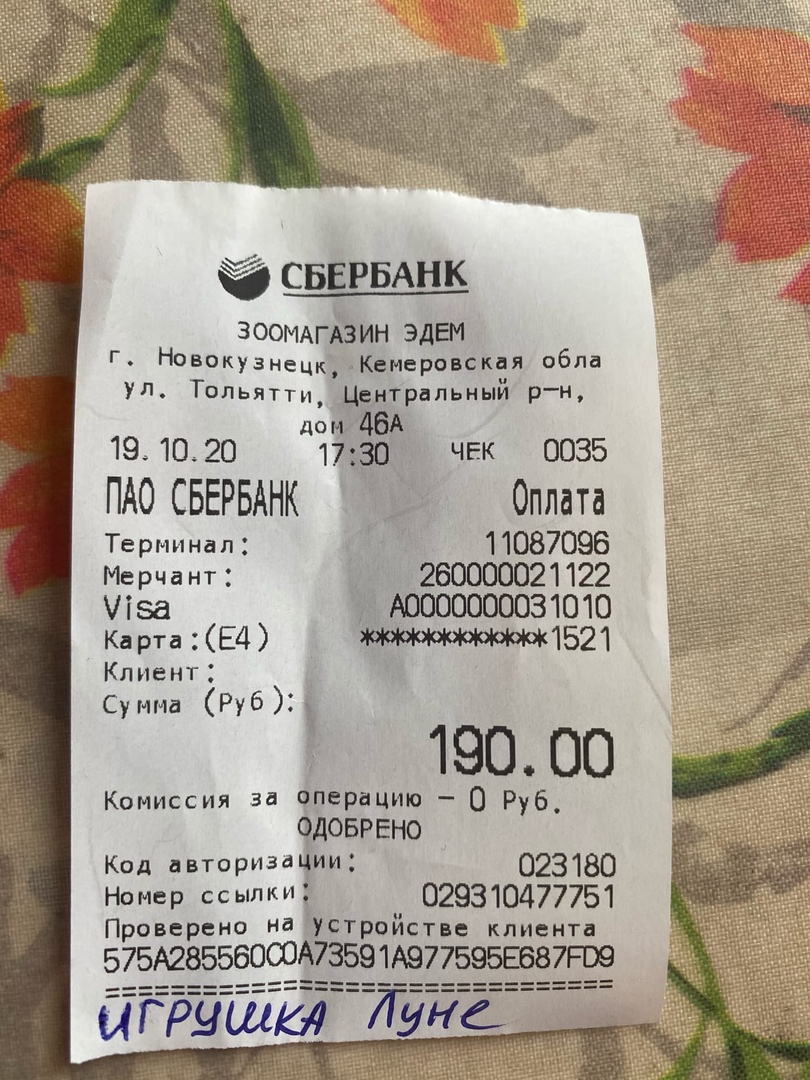 СБЕРБАНК
ЗООМАГАЗИН ЭДЕМ
г. Новокузнецк, Кемеровская обла
ул. Тольятти, Центральный р-н,
дом 46А
19.10.20 17:30 ЧЕК 0035
ПАО СБЕРБАНК Оплата
Терминал: 11087096
Мерчант: 260000021122
Visa A0000000031010
Карта:(E4) ************1521
Клиент:
Сумма (Руб):
190.00
Комиссия за операцию - 0 Руб.
ОДОБРЕНО
Код авторизации: 023180
Номер ссылки: 029310477751
Проверено на устройстве клиента
575A285560C0A73591A977595E687FD9
================================
ИГРУШКА Луне